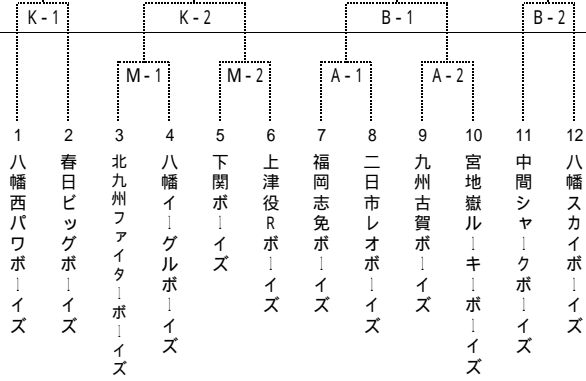 K-1
K-2
B-1
B-2
M-1
M-2
A-1
A-2
1
2
3
4
5
6
7
8
9
10
11
12
八幡西パワボーイズ
春日ビッグボーイズ
北九州ファイターボーイズ
八幡イーグルボーイズ
下関ボーイズ
上津役Rボーイズ
福岡志免ボーイズ
二日市レオボーイズ
九州古賀ボーイズ
宮地嶽ルーキーボーイズ
中間シャークボーイズ
八幡スカイボーイズ